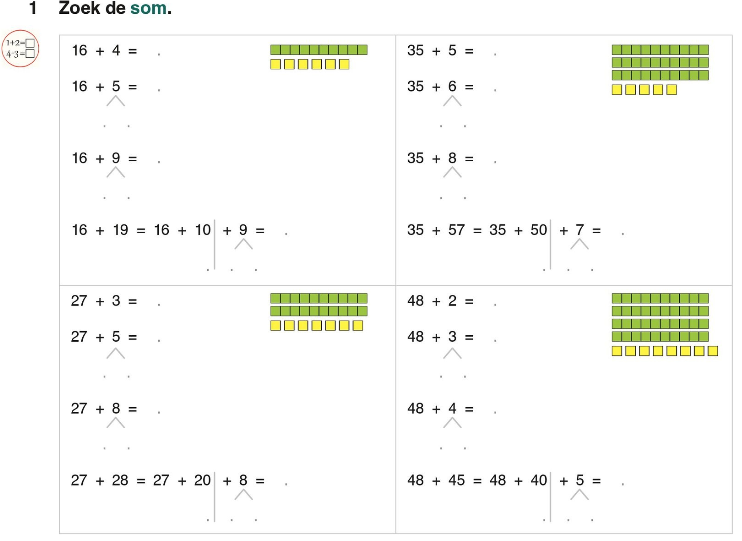 1 Zoek de som.
1+2=
4-3=
16 + 4 = .
16 + 5 = .
. .
16 + 9 = .
. .
16 + 19 = 16 + 10 + 9 = .
. . .
35 + 5 = .
35 + 6 = .
. .
35 + 8 = .
. .
35 + 57 = 35 + 50 + 7 = .
. . .
27 + 3 = .
27 + 5 = .
. .
27 + 8 = .
. .
27 + 28 = 27 + 20 + 8 = .
. . .
48 + 2 = .
48 + 3 = .
. .
48 + 4 = .
. .
48 + 45 = 48 + 40 + 5 = .
. . .